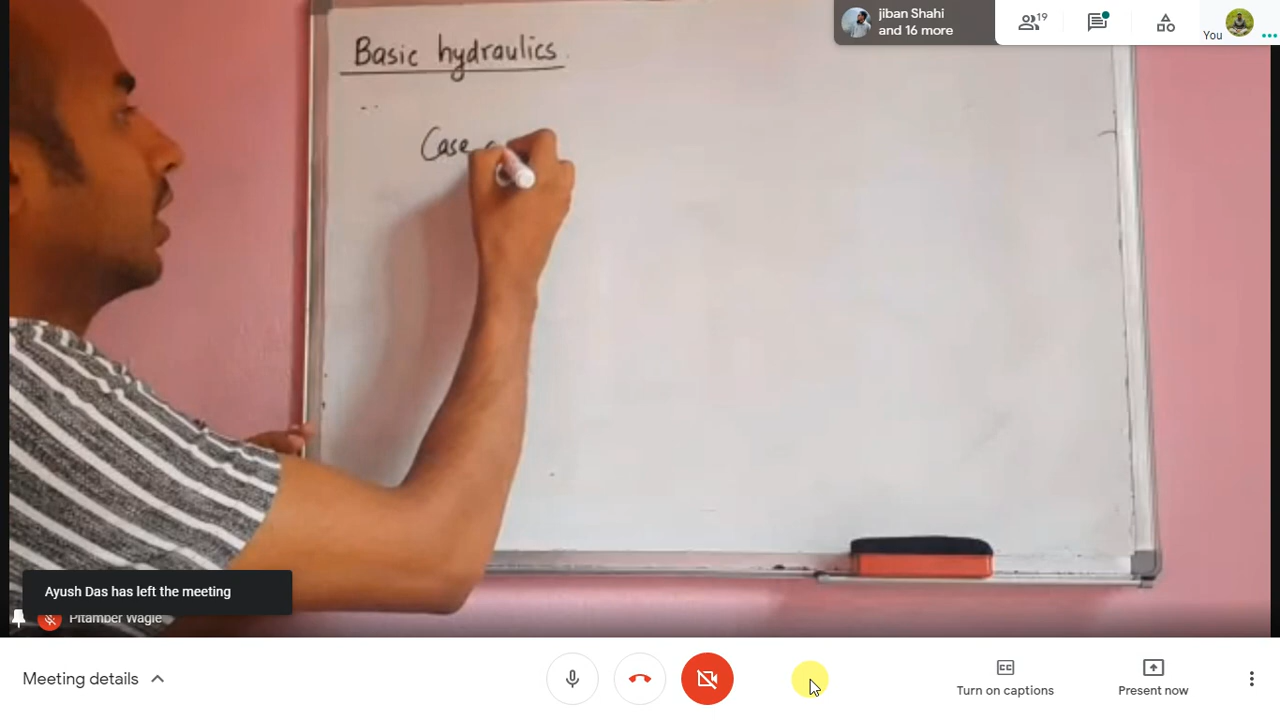 jiban Shahi
and 16 more
19
You
Basic hydraulics.
Case
Ayush Das has left the meeting
Pitamber Wagle
Meeting details
CC
Turn on captions
Present now